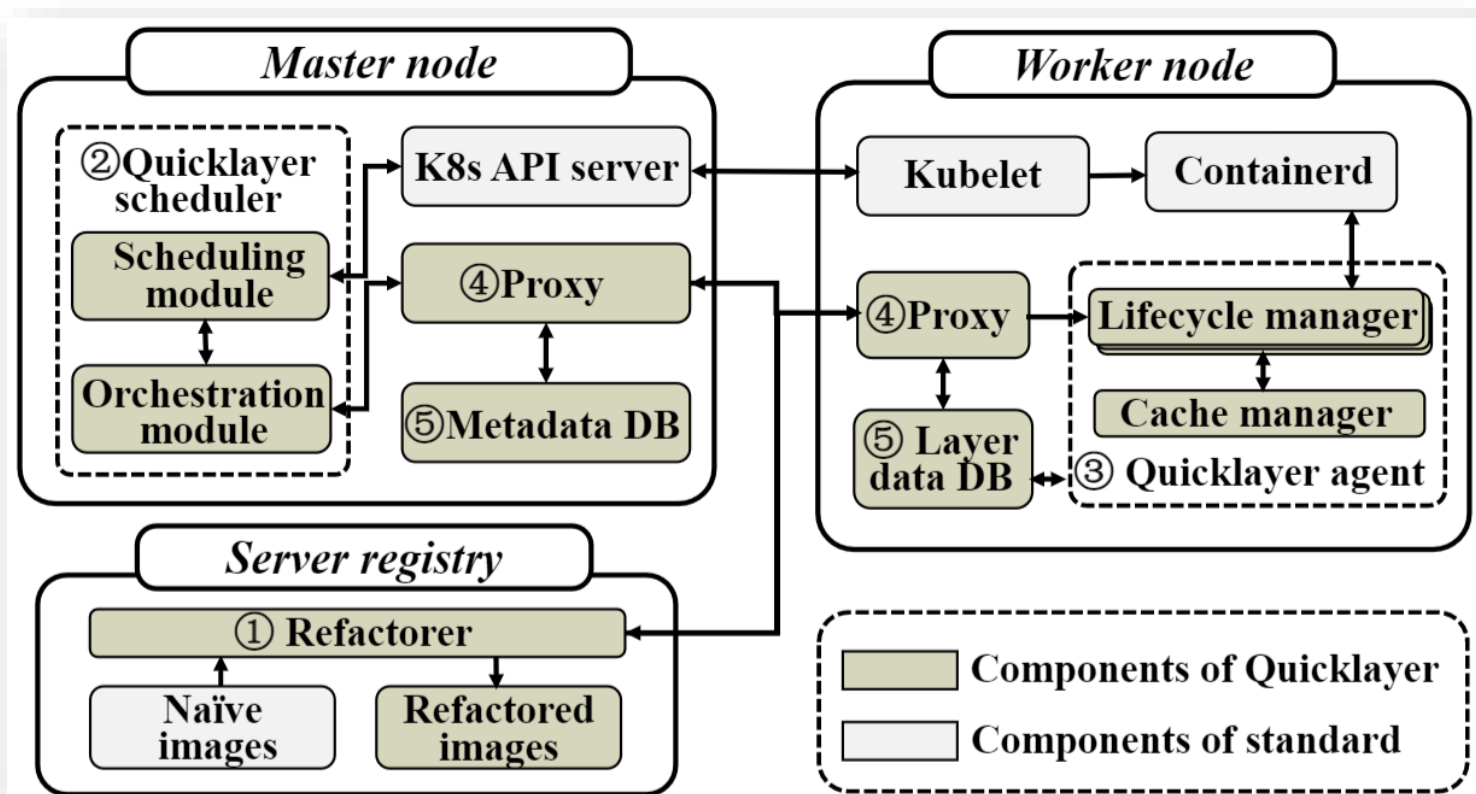 Master node
②Quicklayer
scheduler
Scheduling
module
Orchestration
module
K8s API server
④Proxy
⑤Metadata DB
Worker node
Kubelet
Containerd
④Proxy
Lifecycle manager
Cache manager
⑤ Layer
data DB
③ Quicklayer agent
Server registry
① Refactorer
Naïve
images
Refactored
images
Components of Quicklayer
Components of standard